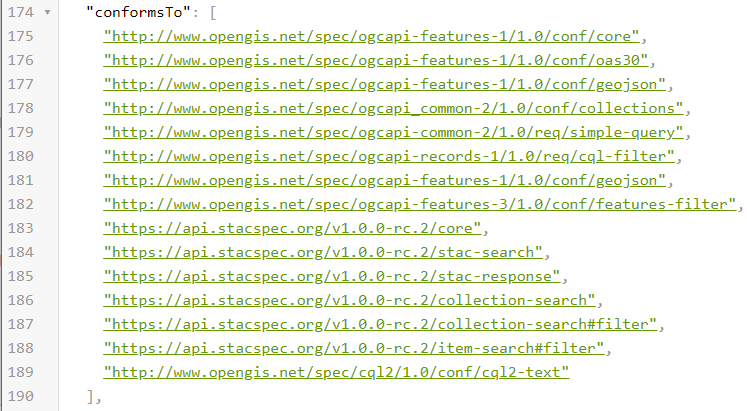 174 ▾ "conformsTo": [
175 "http://www.opengis.net/spec/ogcapi-features-1/1.0/conf/core",
176 "http://www.opengis.net/spec/ogcapi-features-1/1.0/conf/oas30",
177 "http://www.opengis.net/spec/ogcapi-features-1/1.0/conf/geojson",
178 "http://www.opengis.net/spec/ogcapi_common-2/1.0/conf/collections",
179 "http://www.opengis.net/spec/ogcapi-common-2/1.0/req/simple-query",
180 "http://www.opengis.net/spec/ogcapi-records-1/1.0/req/cql-filter",
181 "http://www.opengis.net/spec/ogcapi-features-1/1.0/conf/geojson",
182 "http://www.opengis.net/spec/ogcapi-features-3/1.0/conf/features-filter",
183 "https://api.stacspec.org/v1.0.0-rc.2/core",
184 "https://api.stacspec.org/v1.0.0-rc.2/stac-search",
185 "https://api.stacspec.org/v1.0.0-rc.2/stac-response",
186 "https://api.stacspec.org/v1.0.0-rc.2/collection-search",
187 "https://api.stacspec.org/v1.0.0-rc.2/collection-search#filter",
188 "https://api.stacspec.org/v1.0.0-rc.2/item-search#filter",
189 "http://www.opengis.net/spec/cql2/1.0/conf/cql2-text"
190 ],